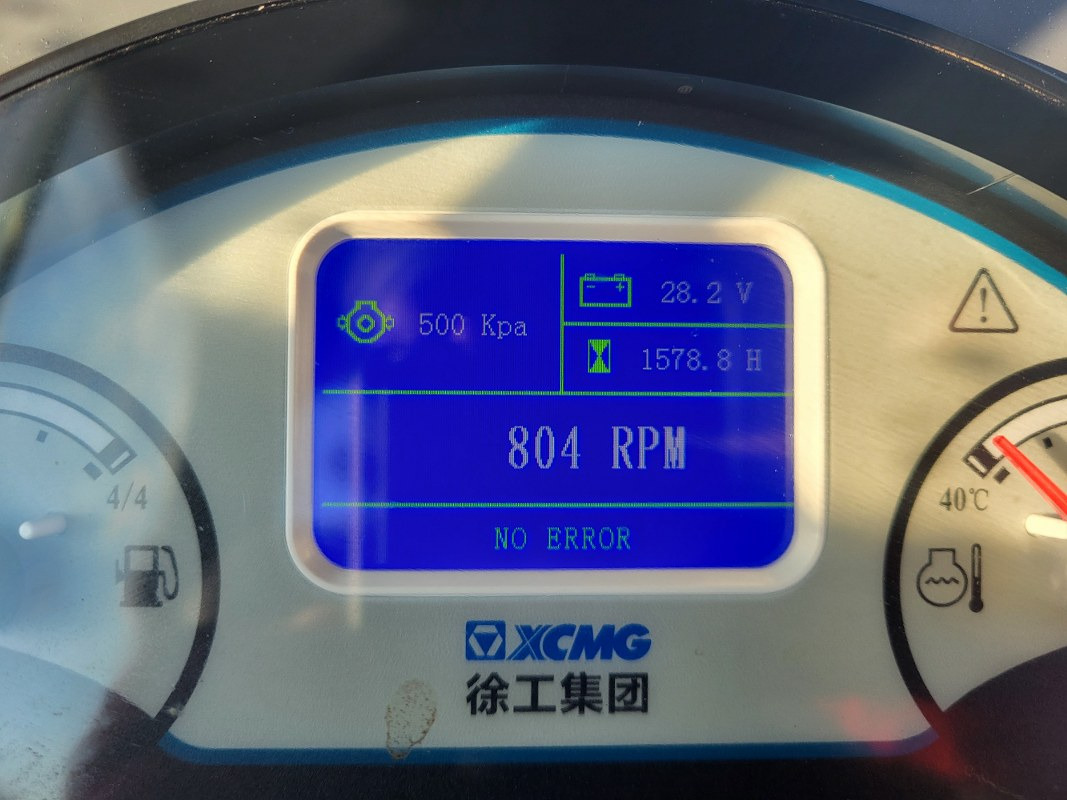 500 Kpa
28.2 V
1578.8 H
804 RPM
NO ERROR
4/4
40℃
XCMG
徐工集团